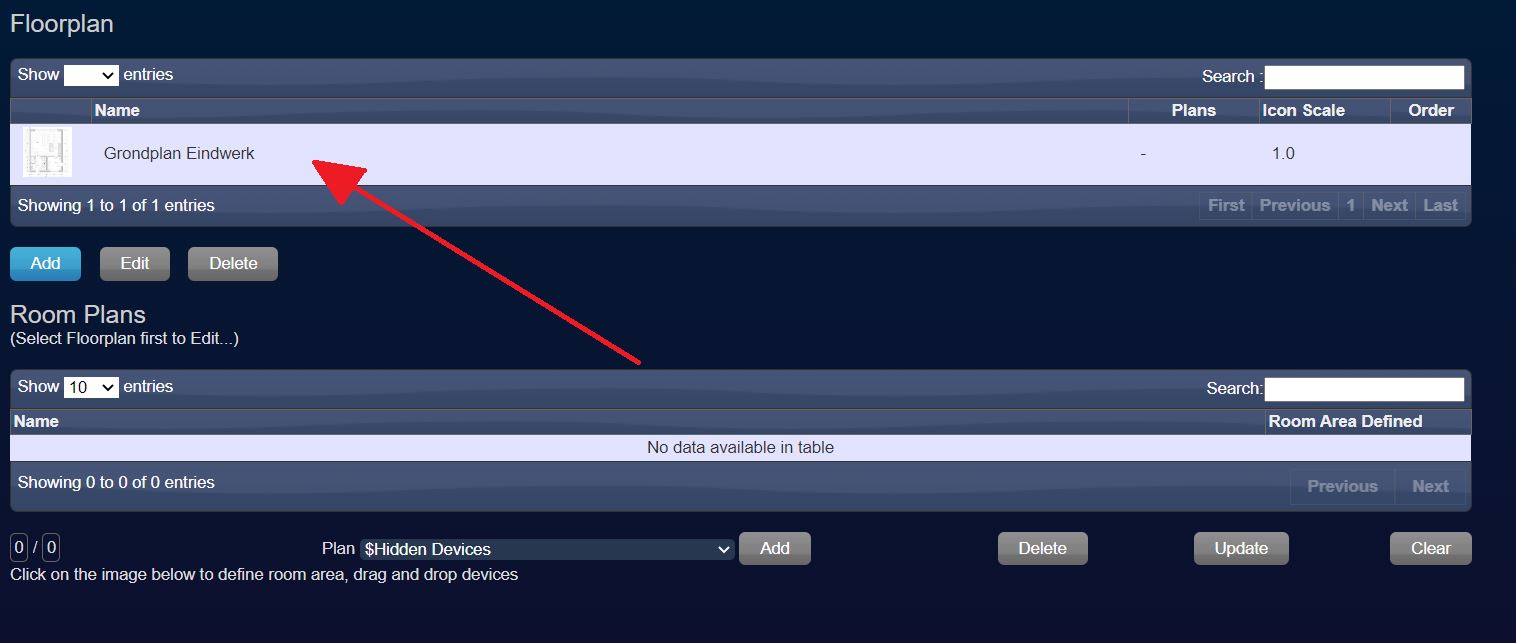 Floorplan
Show entries Search :
Name Plans Icon Scale Order
Grondplan Eindwerk - 1.0
Showing 1 to 1 of 1 entries First Previous 1 Next Last
Add Edit Delete
Room Plans
(Select Floorplan first to Edit...)
Show 10 entries Search:
Name Room Area Defined
No data available in table
Showing 0 to 0 of 0 entries Previous Next
0 / 0 Plan $Hidden Devices Add Delete Update Clear
Click on the image below to define room area, drag and drop devices